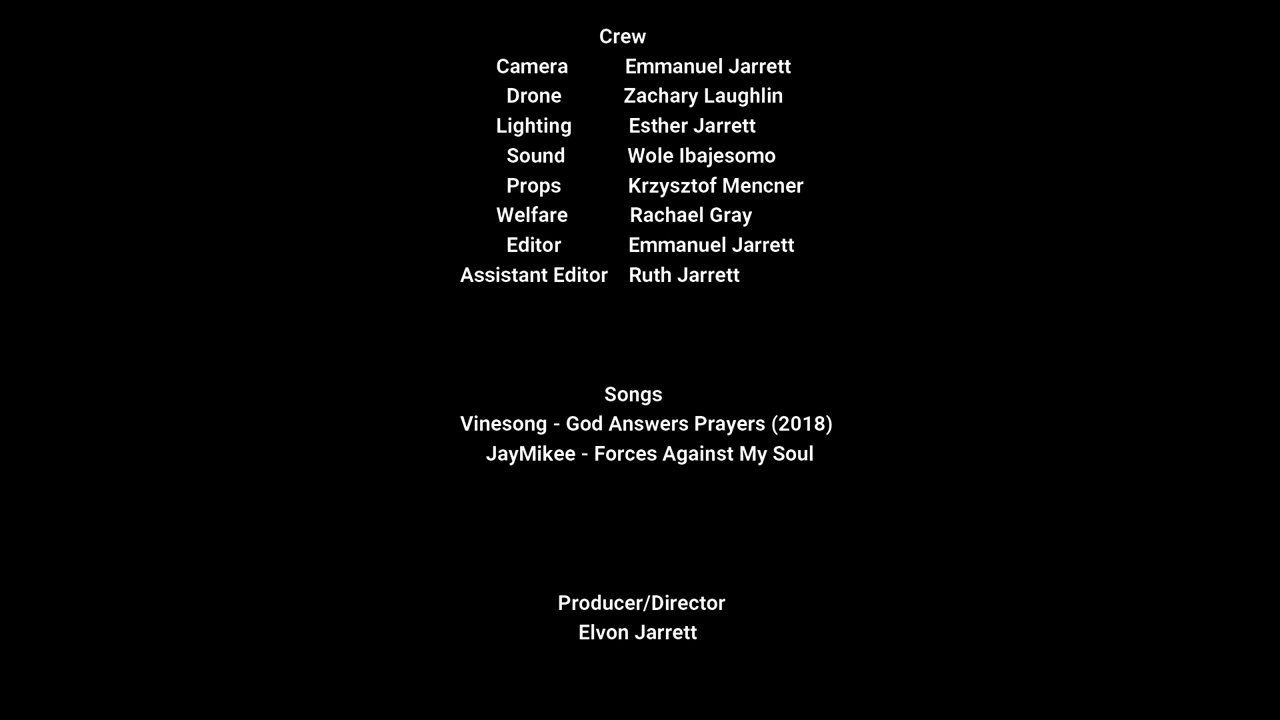 Crew
Camera Emmanuel Jarrett
Drone Zachary Laughlin
Lighting Esther Jarrett
Sound Wole Ibajesomo
Props Krzysztof Mencner
Welfare Rachael Gray
Editor Emmanuel Jarrett
Assistant Editor Ruth Jarrett
Songs
Vinesong - God Answers Prayers (2018)
JayMikee - Forces Against My Soul
Producer/Director
Elvon Jarrett